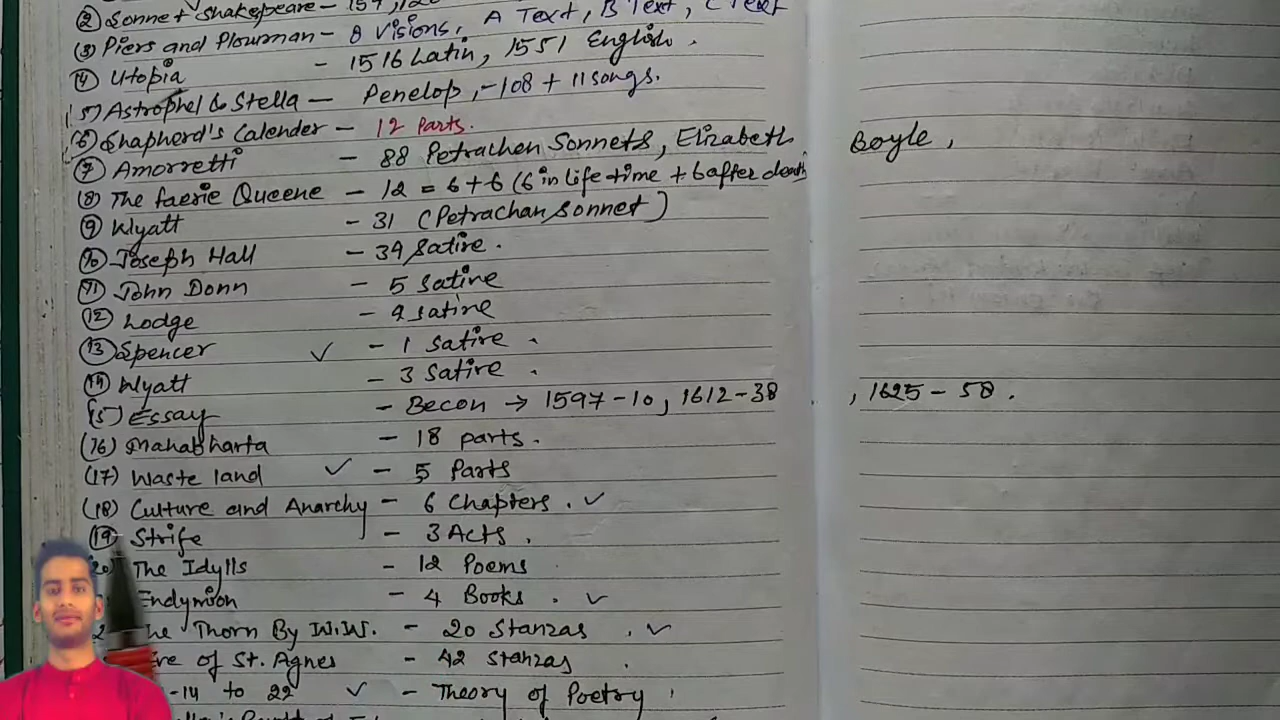 ② Sonnet Shakespeare - 154,
(3) Piers and Plowman - 8 Visions, A Text, B Text, C Text
④ Utopia - 1516 Latin, 1551 English.
(5) Astrophel & Stella - Penelop, - 108 + 11 songs.
⑥ Shapherd's Calender - 12 Parts.
⑦ Amorretti - 88 Petrachen Sonnets, Elizabeth Boyle,
(8) The faerie Queene - 12 = 6+6 (6 in life time + 6 after death
⑨ Wyatt - 31 (Petrachan Sonnet)
⑩ Joseph Hall - 34 Satire.
⑪ John Donn - 5 Satire
⑫ Lodge - 4 satire
⑬ Spencer ✓ - 1 Satire.
⑭ Wyatt - 3 Satire.
(15) Essay - Becon → 1597-10, 1612-38, 1625-58.
(16) Mahabharta - 18 parts.
(17) Waste land ✓ - 5 Parts
(18) Culture and Anarchy - 6 Chapters. ✓
⑲ Strife - 3 Acts.
(20) The Idylls - 12 Poems
Endymion - 4 Books. ✓
The Thorn By W.W. - 20 Stanzas. ✓
Eve of St. Agnes - 42 Stanzas.
-14 to 22 ✓ - Theory of Poetry